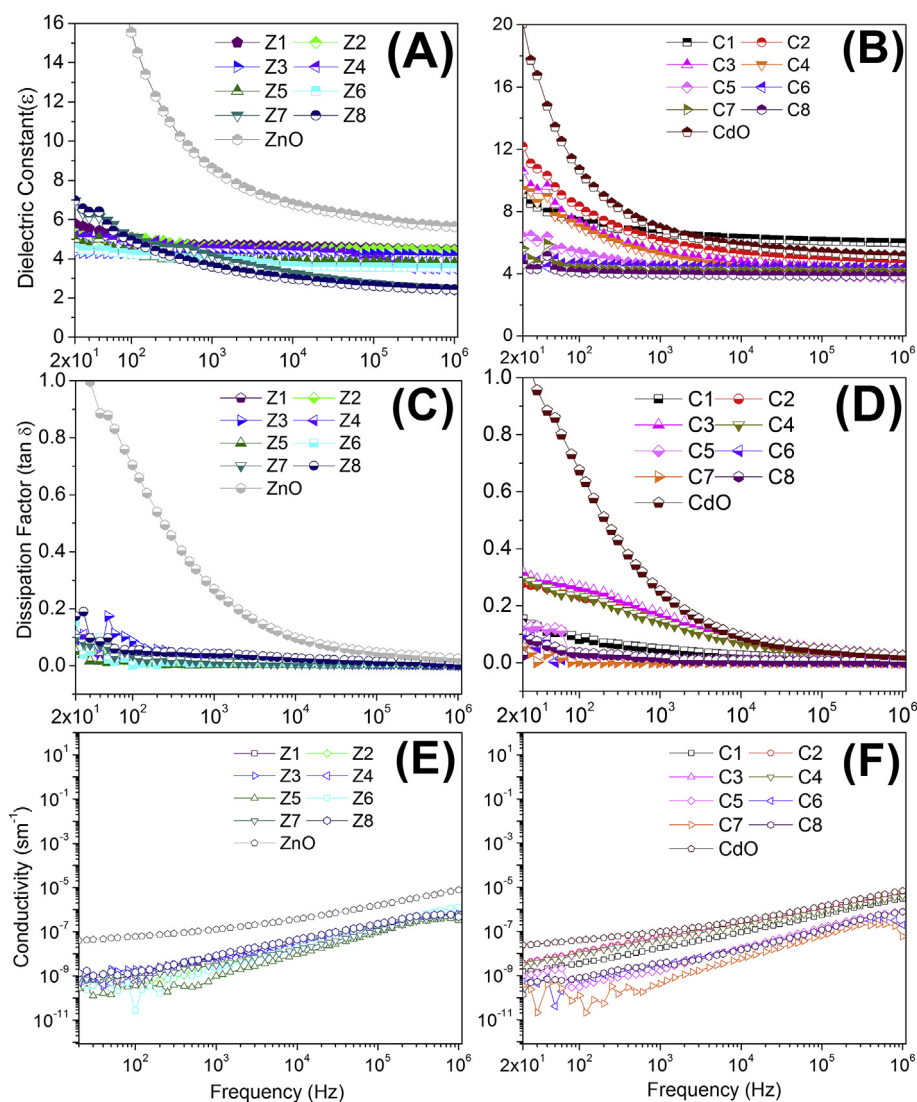 (A)
Z1 Z2
Z3 Z4
Z5 Z6
Z7 Z8
ZnO
Dielectric Constant(ε)
16
14
12
10
8
6
4
2
0
2x10¹ 10² 10³ 10⁴ 10⁵ 10⁶
(B)
C1 C2
C3 C4
C5 C6
C7 C8
CdO
20
16
12
8
4
0
2x10¹ 10² 10³ 10⁴ 10⁵ 10⁶
(C)
Z1 Z2
Z3 Z4
Z5 Z6
Z7 Z8
ZnO
Dissipation Factor (tan δ)
1.0
0.8
0.6
0.4
0.2
0.0
2x10¹ 10² 10³ 10⁴ 10⁵ 10⁶
(D)
C1 C2
C3 C4
C5 C6
C7 C8
CdO
1.0
0.8
0.6
0.4
0.2
0.0
2x10¹ 10² 10³ 10⁴ 10⁵ 10⁶
(E)
Z1 Z2
Z3 Z4
Z5 Z6
Z7 Z8
ZnO
Conductivity (sm⁻¹)
10¹
10⁻¹
10⁻³
10⁻⁵
10⁻⁷
10⁻⁹
10⁻¹¹
2x10¹ 10² 10³ 10⁴ 10⁵ 10⁶
Frequency (Hz)
(F)
C1 C2
C3 C4
C5 C6
C7 C8
CdO
10¹
10⁻¹
10⁻³
10⁻⁵
10⁻⁷
10⁻⁹
10⁻¹¹
2x10¹ 10² 10³ 10⁴ 10⁵ 10⁶
Frequency (Hz)